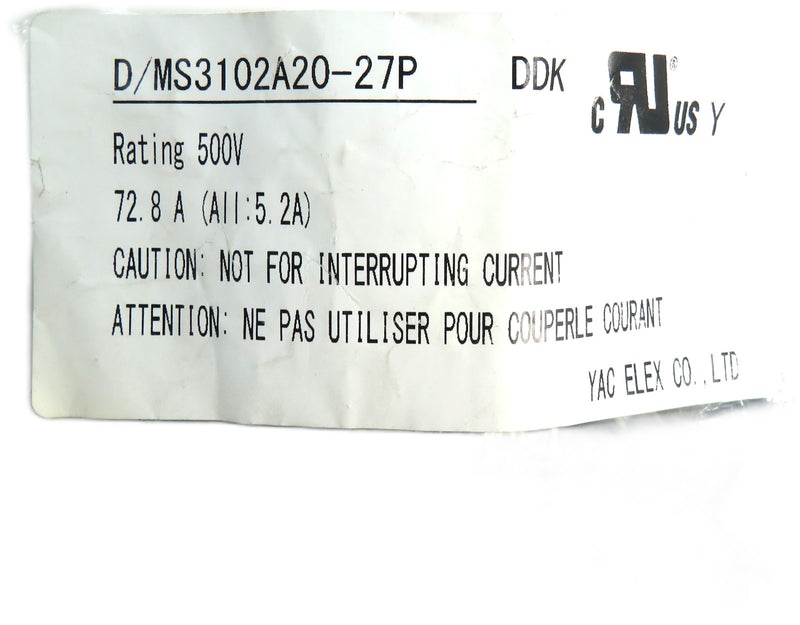 D/MS3102A20-27P DDK c RU ® US Y
Rating 500V
72.8 A (All:5.2A)
CAUTION: NOT FOR INTERRUPTING CURRENT
ATTENTION: NE PAS UTILISER POUR COUPERLE COURANT
YAC ELEX CO.,LTD